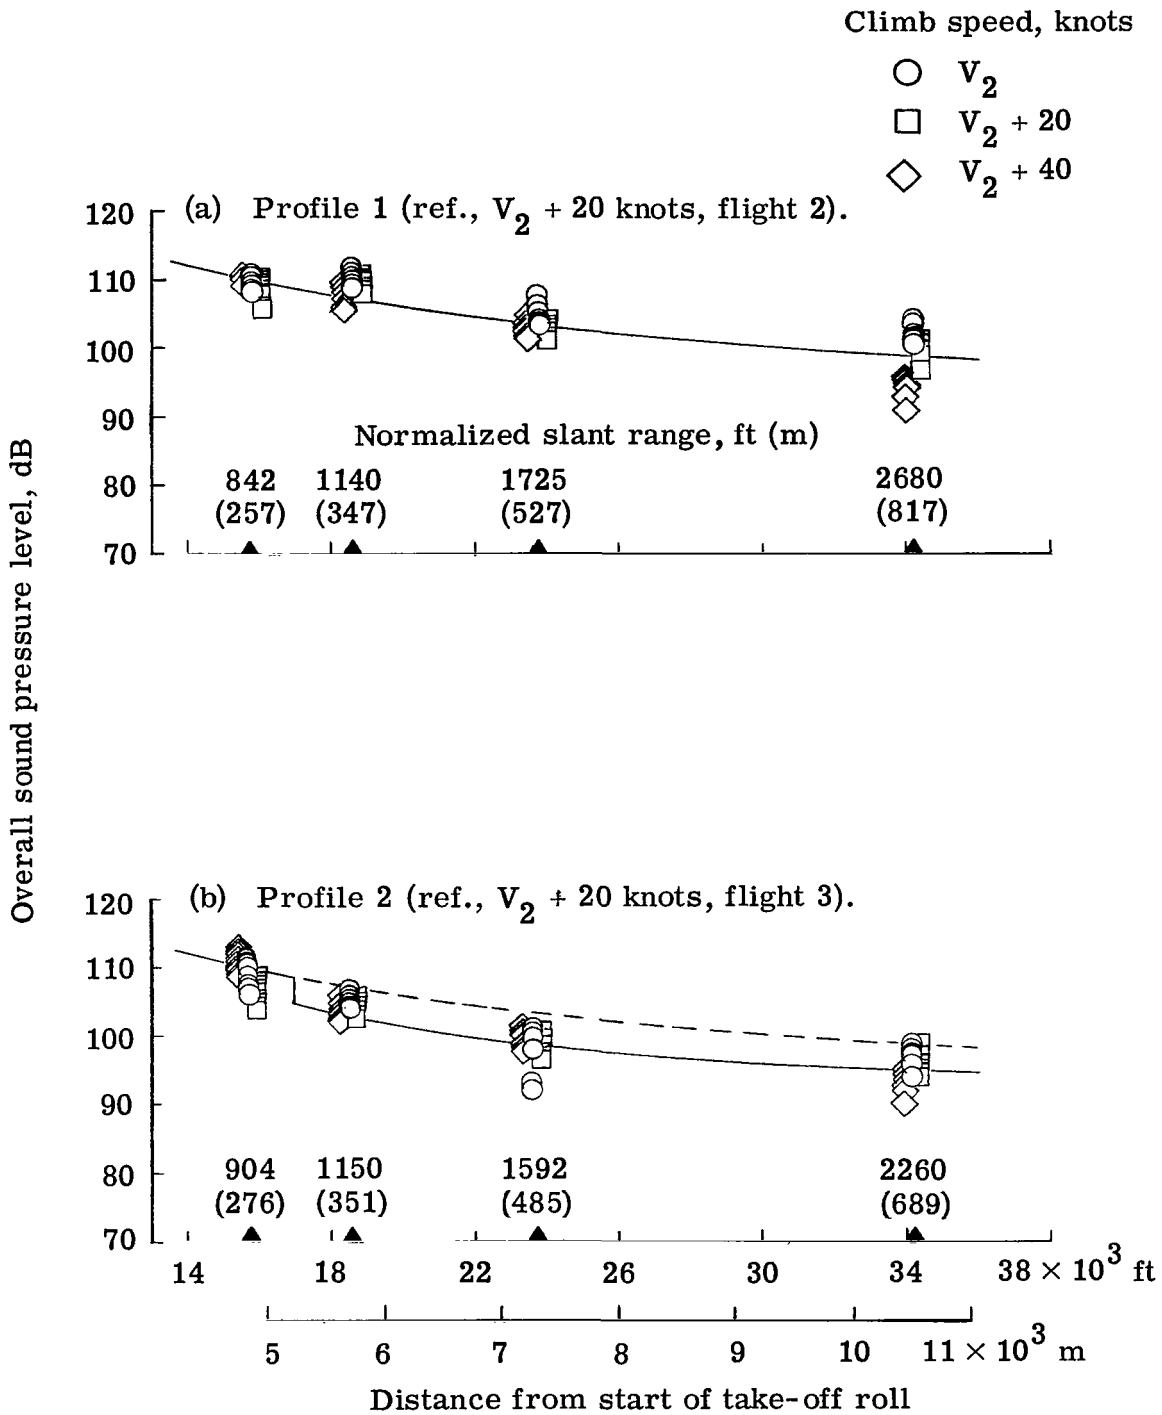 Climb speed, knots
V2
V2 + 20
V2 + 40
(a) Profile 1 (ref., V2 + 20 knots, flight 2).
120
110
100
90
80
70
Normalized slant range, ft (m)
842 1140 1725 2680
(257) (347) (527) (817)
Overall sound pressure level, dB
(b) Profile 2 (ref., V2 + 20 knots, flight 3).
120
110
100
90
80
70
904 1150 1592 2260
(276) (351) (485) (689)
14 18 22 26 30 34 38 × 10³ ft
5 6 7 8 9 10 11 × 10³ m
Distance from start of take-off roll